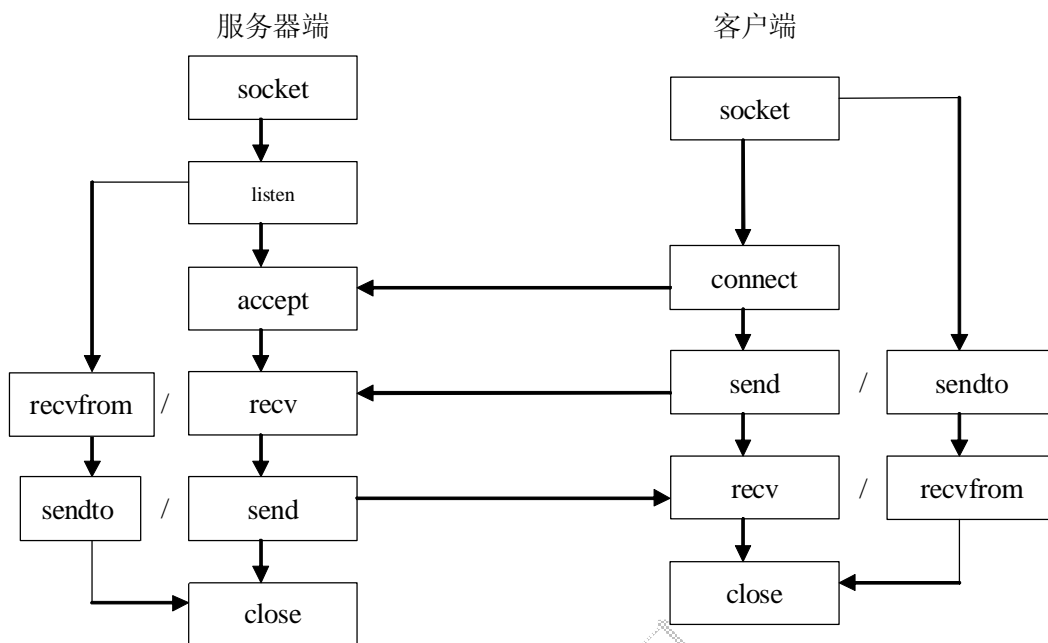 服务器端
客户端
socket
socket
listen
accept
connect
recvfrom / recv
send / sendto
sendto / send
recv / recvfrom
close
close